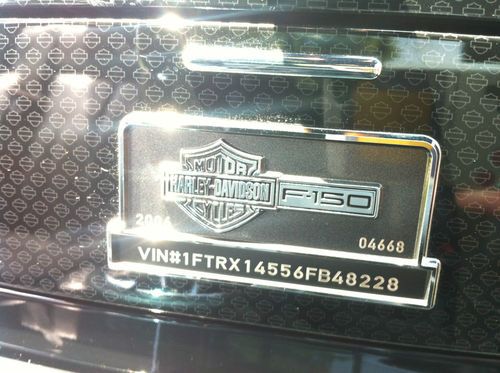 MOTOR
HARLEY-DAVIDSON
CYCLES
F-150
2006 04668
VIN#1FTRX14556FB48228